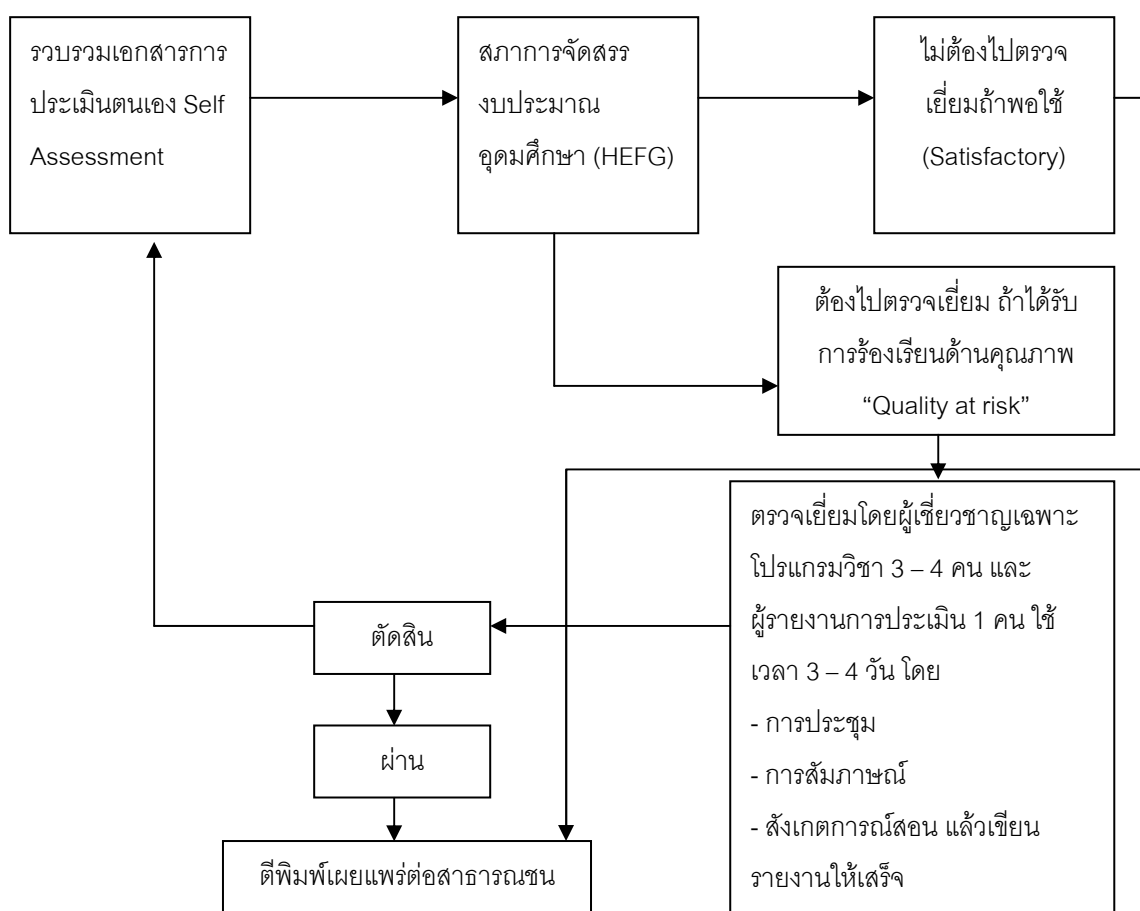 รวบรวมเอกสารการ
ประเมินตนเอง Self
Assessment
สภาการจัดสรร
งบประมาณ
อุดมศึกษา (HEFG)
ไม่ต้องไปตรวจ
เยี่ยมถ้าพอใช้
(Satisfactory)
ต้องไปตรวจเยี่ยม ถ้าได้รับ
การร้องเรียนด้านคุณภาพ
“Quality at risk”
ตรวจเยี่ยมโดยผู้เชี่ยวชาญเฉพาะ
โปรแกรมวิชา 3 – 4 คน และ
ผู้รายงานการประเมิน 1 คน ใช้
เวลา 3 – 4 วัน โดย
- การประชุม
- การสัมภาษณ์
- สังเกตการณ์สอน แล้วเขียน
รายงานให้เสร็จ
ตัดสิน
ผ่าน
ตีพิมพ์เผยแพร่ต่อสาธารณชน